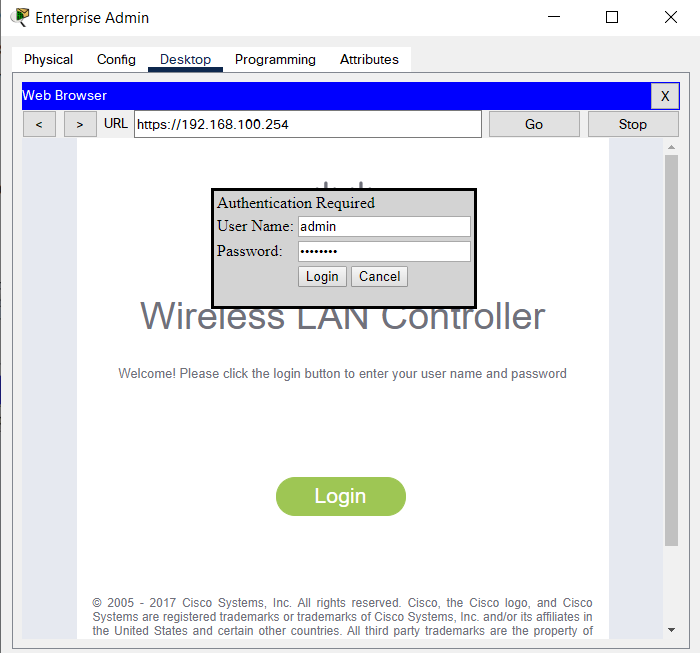 Enterprise Admin
Physical Config Desktop Programming Attributes
Web Browser X
< > URL https://192.168.100.254 Go Stop
Authentication Required
User Name: admin
Password: ••••••••
Login Cancel
Wireless LAN Controller
Welcome! Please click the login button to enter your user name and password
Login
© 2005 - 2017 Cisco Systems, Inc. All rights reserved. Cisco, the Cisco logo, and Cisco
Systems are registered trademarks or trademarks of Cisco Systems, Inc. and/or its affiliates in
the United States and certain other countries. All third party trademarks are the property of